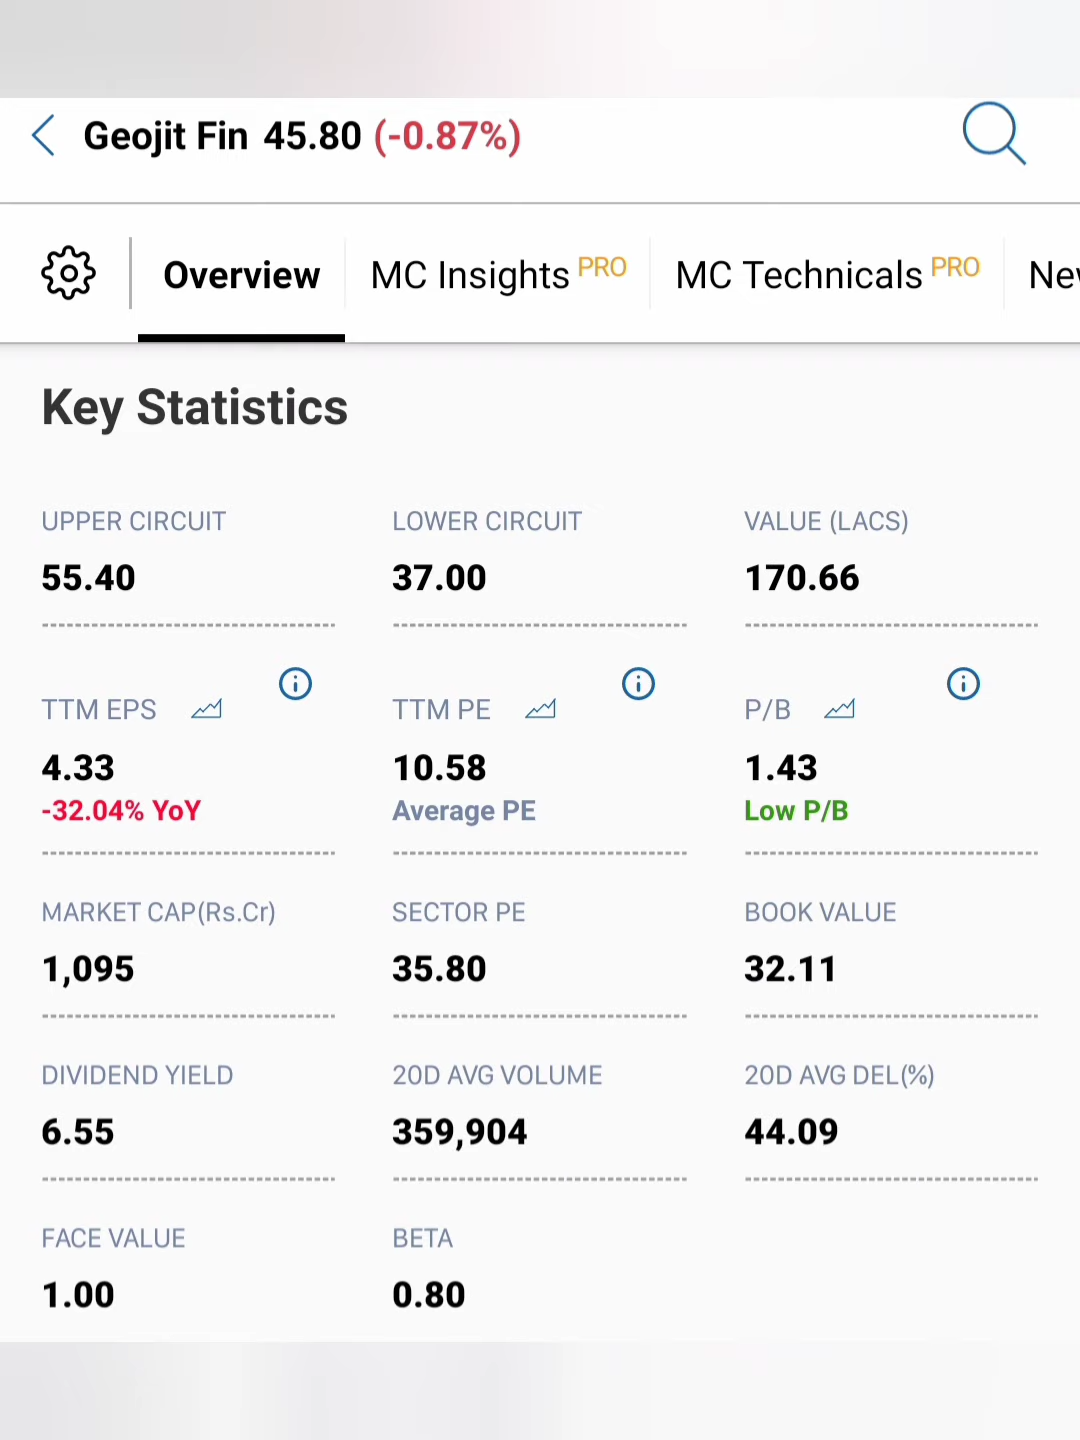 Geojit Fin 45.80 (-0.87%)
Overview MC Insights PRO MC Technicals PRO Nev
Key Statistics
UPPER CIRCUIT LOWER CIRCUIT VALUE (LACS)
55.40 37.00 170.66
TTM EPS TTM PE P/B
4.33 10.58 1.43
-32.04% YoY Average PE Low P/B
MARKET CAP(Rs.Cr) SECTOR PE BOOK VALUE
1,095 35.80 32.11
DIVIDEND YIELD 20D AVG VOLUME 20D AVG DEL(%)
6.55 359,904 44.09
FACE VALUE BETA
1.00 0.80